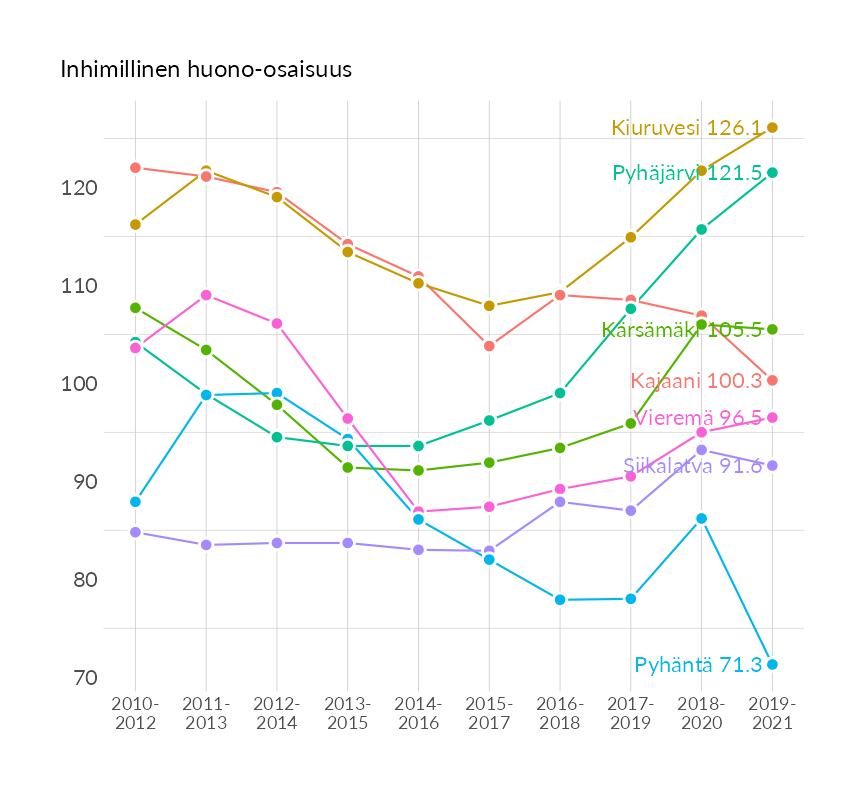 Inhimillinen huono-osaisuus
Kiuruvesi 126.1
Pyhäjärvi 121.5
120
110
Kärsämäki 105.5
100
Kajaani 100.3
Vieremä 96.5
Siikalatva 91.6
90
80
Pyhäntä 71.3
70
2010- 2011- 2012- 2013- 2014- 2015- 2016- 2017- 2018- 2019-
2012 2013 2014 2015 2016 2017 2018 2019 2020 2021